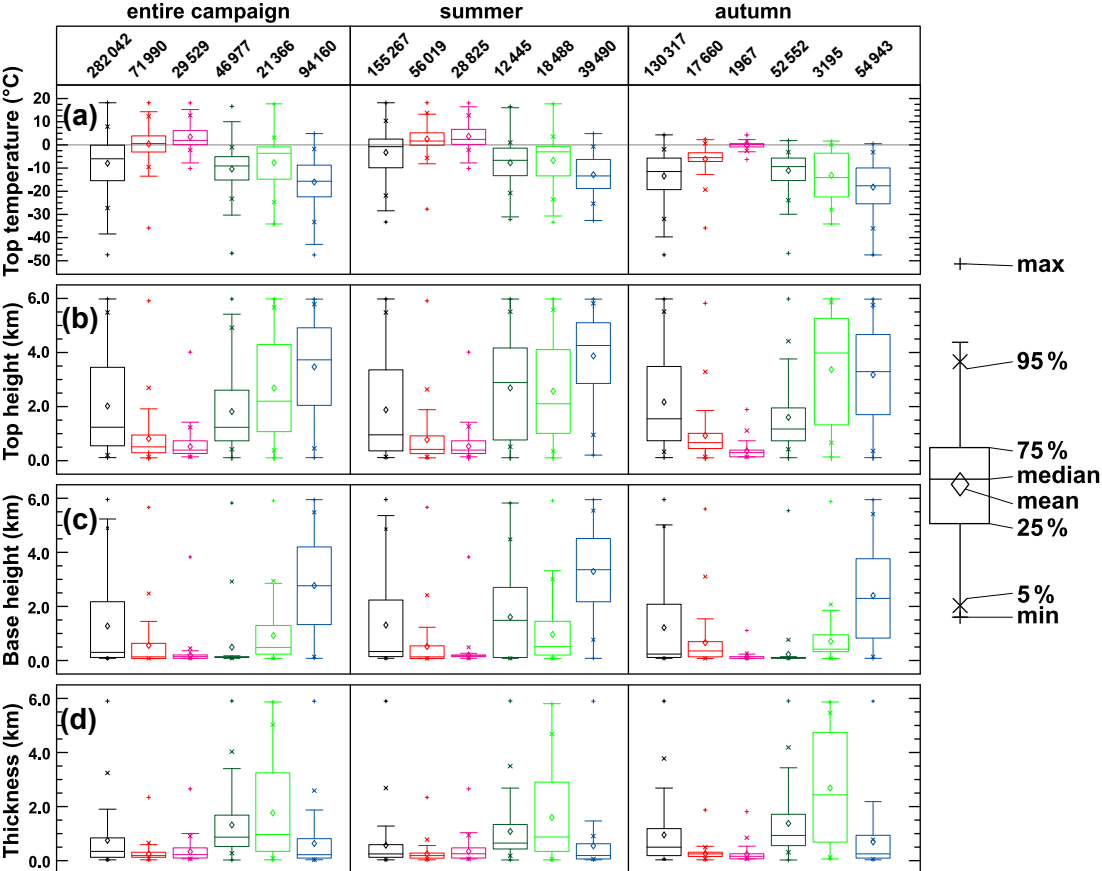 entire campaign summer autumn
282 042 71 990 29 529 46 977 21 366 94 160 155 267 56 019 28 825 12 445 18 488 39 490 130 317 17 660 1967 52 552 3195 54 943
Top temperature (°C)
(a)
20
10
0
-10
-20
-30
-40
-50
Top height (km)
(b)
6.0
4.0
2.0
0.0
Base height (km)
(c)
6.0
4.0
2.0
0.0
Thickness (km)
(d)
6.0
4.0
2.0
0.0
max
95 %
75 %
median
mean
25 %
5 %
min